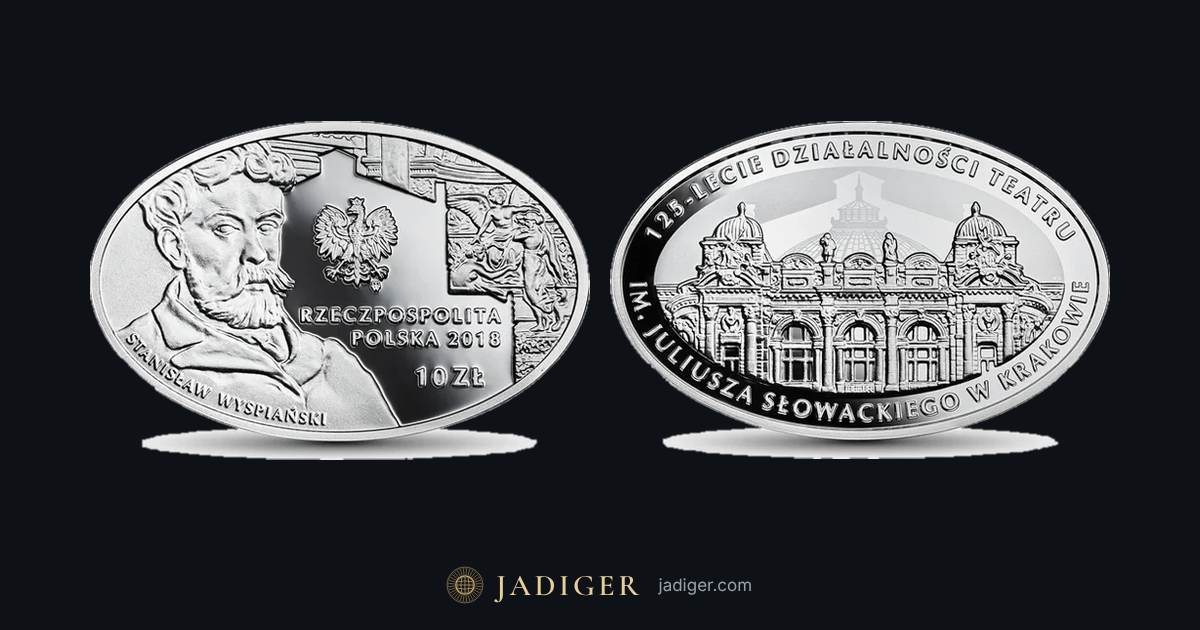 RZECZPOSPOLITA
POLSKA 2018
10 ZŁ
STANISŁAW WYSPIAŃSKI
125-LECIE DZIAŁALNOŚCI TEATRU
IM. JULIUSZA SŁOWACKIEGO W KRAKOWIE
JADIGER jadiger.com